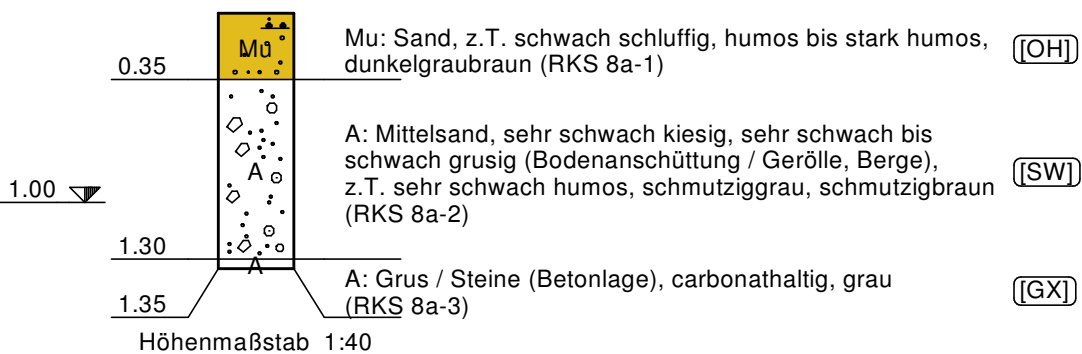 Mu
0.35
Mu: Sand, z.T. schwach schluffig, humos bis stark humos,
dunkelgraubraun (RKS 8a-1)
[OH]
A
1.00
A: Mittelsand, sehr schwach kiesig, sehr schwach bis
schwach grusig (Bodenanschüttung / Gerölle, Berge),
z.T. sehr schwach humos, schmutziggrau, schmutzigbraun
(RKS 8a-2)
[SW]
1.30
A
1.35
A: Grus / Steine (Betonlage), carbonathaltig, grau
(RKS 8a-3)
[GX]
Höhenmaßstab 1:40